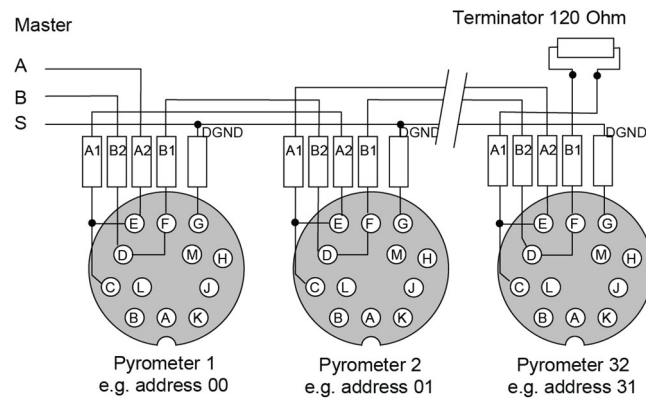 Master
Terminator 120 Ohm
A
B
S
DGND
DGND
DGND
A1 B2 A2 B1
A1 B2 A2 B1
A1 B2 A2 B1
E F G
E F G
E F G
D M H
D M H
D M H
C L J
C L J
C L J
B A K
B A K
B A K
Pyrometer 1
e.g. address 00
Pyrometer 2
e.g. address 01
Pyrometer 32
e.g. address 31